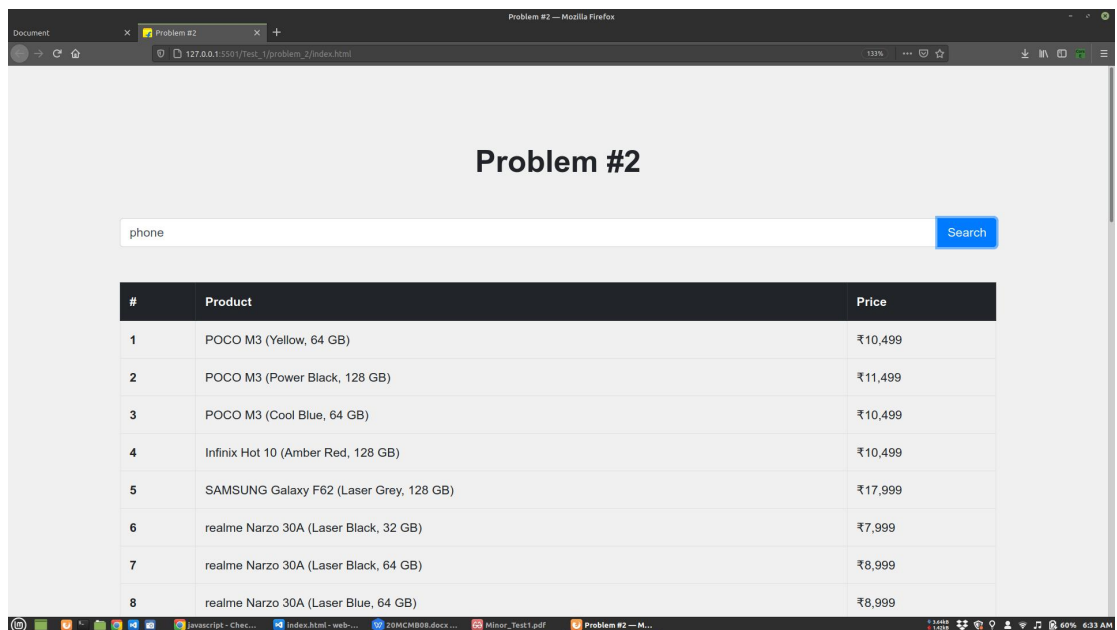 Problem #2 — Mozilla Firefox
Document
Problem #2
127.0.0.1:5501/Test_1/problem_2/index.html
133%
Problem #2
phone
Search
# Product Price
1 POCO M3 (Yellow, 64 GB) ₹10,499
2 POCO M3 (Power Black, 128 GB) ₹11,499
3 POCO M3 (Cool Blue, 64 GB) ₹10,499
4 Infinix Hot 10 (Amber Red, 128 GB) ₹10,499
5 SAMSUNG Galaxy F62 (Laser Grey, 128 GB) ₹17,999
6 realme Narzo 30A (Laser Black, 32 GB) ₹7,999
7 realme Narzo 30A (Laser Black, 64 GB) ₹8,999
8 realme Narzo 30A (Laser Blue, 64 GB) ₹8,999
javascript - Chec... index.html - web-... 20MCMB08.docx ... Minor_Test1.pdf Problem #2 — M... 60% 6:33 AM